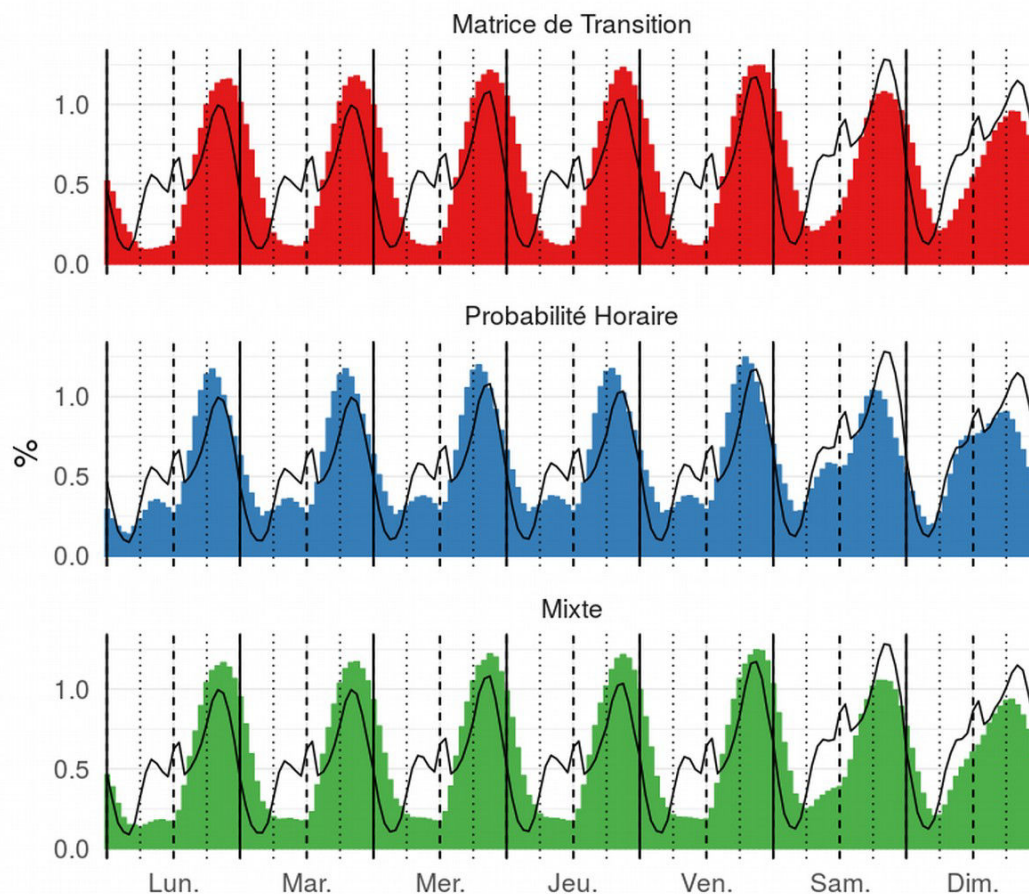 Matrice de Transition
1.0
0.5
0.0
Probabilité Horaire
1.0
0.5
0.0
%
Mixte
1.0
0.5
0.0
Lun. Mar. Mer. Jeu. Ven. Sam. Dim.